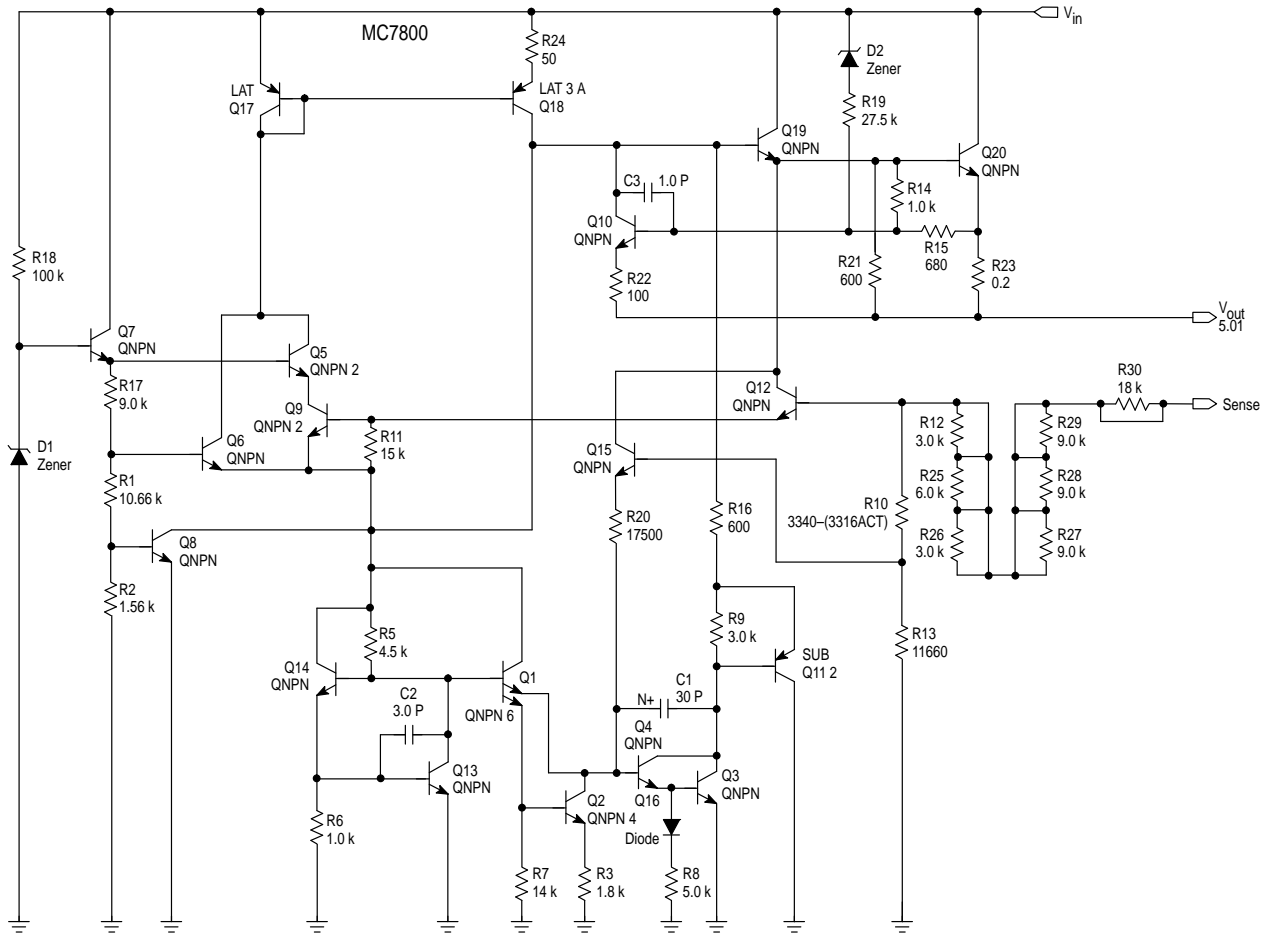 MC7800
Vin
R24
50
D2
Zener
LAT
Q17
LAT 3 A
Q18
R19
27.5 k
Q19
QNPN
Q20
QNPN
C3
1.0 P
R14
1.0 k
Q10
QNPN
R18
100 k
R15
680
R21
600
R22
100
R23
0.2
Vout
5.01
Q7
QNPN
Q5
QNPN 2
R17
9.0 k
R30
18 k
Sense
Q12
QNPN
Q9
QNPN 2
R11
15 k
R12
3.0 k
R29
9.0 k
D1
Zener
Q6
QNPN
Q15
QNPN
R1
10.66 k
R25
6.0 k
R28
9.0 k
R20
17500
R16
600
R10
3340–(3316ACT)
R26
3.0 k
R27
9.0 k
Q8
QNPN
R2
1.56 k
R9
3.0 k
R13
11660
R5
4.5 k
SUB
Q11 2
Q14
QNPN
Q1
QNPN 6
C2
3.0 P
N+
C1
30 P
Q4
QNPN
Q13
QNPN
Q3
QNPN
Q16
Q2
QNPN 4
Diode
R6
1.0 k
R7
14 k
R3
1.8 k
R8
5.0 k